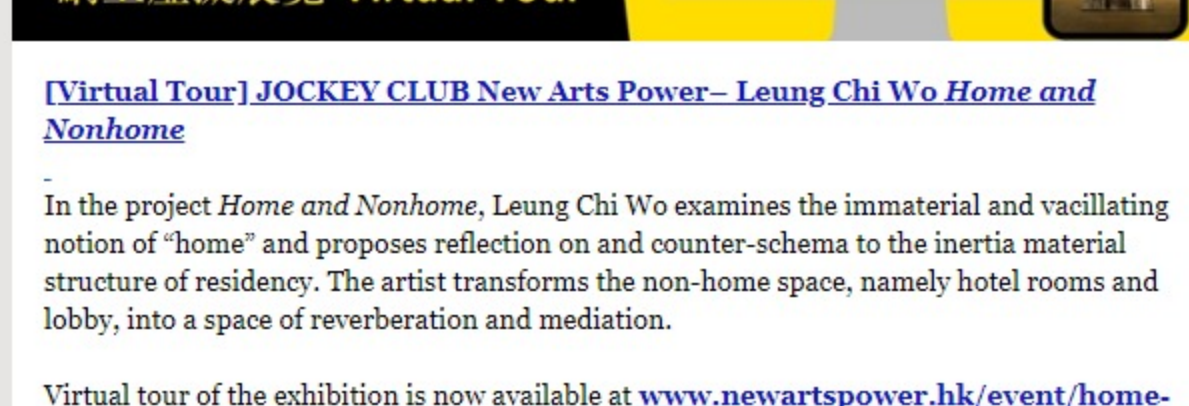 Virtual Tour
[Virtual Tour] JOCKEY CLUB New Arts Power– Leung Chi Wo Home and
Nonhome
In the project Home and Nonhome, Leung Chi Wo examines the immaterial and vacillating
notion of “home” and proposes reflection on and counter-schema to the inertia material
structure of residency. The artist transforms the non-home space, namely hotel rooms and
lobby, into a space of reverberation and mediation.
Virtual tour of the exhibition is now available at www.newartspower.hk/event/home-